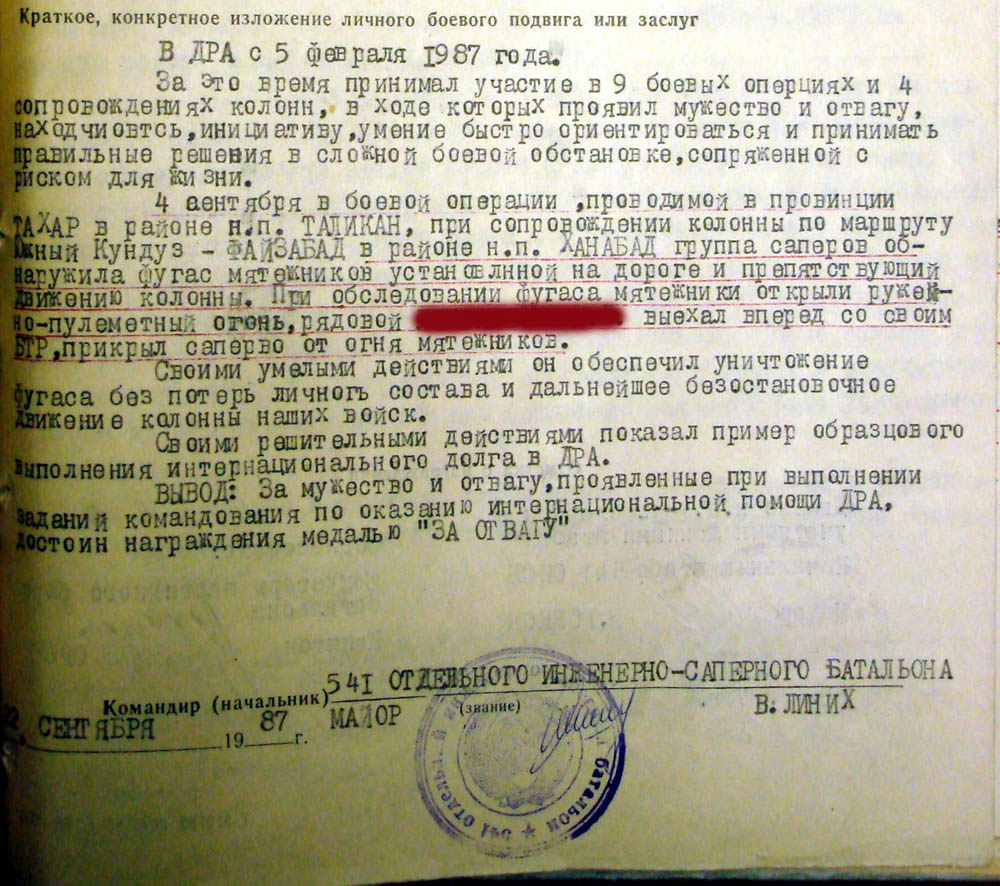 Краткое, конкретное изложение личного боевого подвига или заслуг
В ДРА с 5 февраля 1987 года.
За это время принимал участие в 9 боевых оперциях и 4
сопровождениях колонн, в ходе которых проявил мужество и отвагу,
находчиовтсь,инициативу,умение быстро ориентироваться и принимать
правильные решения в сложной боевой обстановке,сопряженной с
риском для жизни.
4 аентября в боевой операции ,проводимой в провинции
ТАХАР в районе н.п. ТАЛИКАН, при сопровождении колонны по маршруту
Южный Кундуз - ФАЙЗАБАД в районе н.п. ХАНАБАД группа саперов об-
наружила фугас мятежников установлнной на дороге и препятствующий
движению колонны. При обследовании фугаса мятежники открыли ружей-
но-пулеметный огонь,рядовой выехал вперед со своим
БТР,прикрыл саперво от огня мятежников.
Своими умелыми действиями он обеспечил уничтожение
фугаса без потерь личногъ состава и дальнейшее безостановочное
движение колонны наших войск.
Своими решительными действиями показал пример образцового
выполнения интернационального долга в ДРА.
ВЫВОД: За мужество и отвагу,проявленные при выполнении
заданий командования по оказанию интернациональной помощи ДРА,
достоин награждения медалью "ЗА ОТВАГУ"
541 ОТДЕЛЬНОГО ИНЖЕНЕРНО-САПЕРНОГО БАТАЛЬОНА
Командир (начальник) МАЙОР (звание) В.ЛИНИХ
СЕНТЯБРЯ 1987 г.
541 отдельный батальон